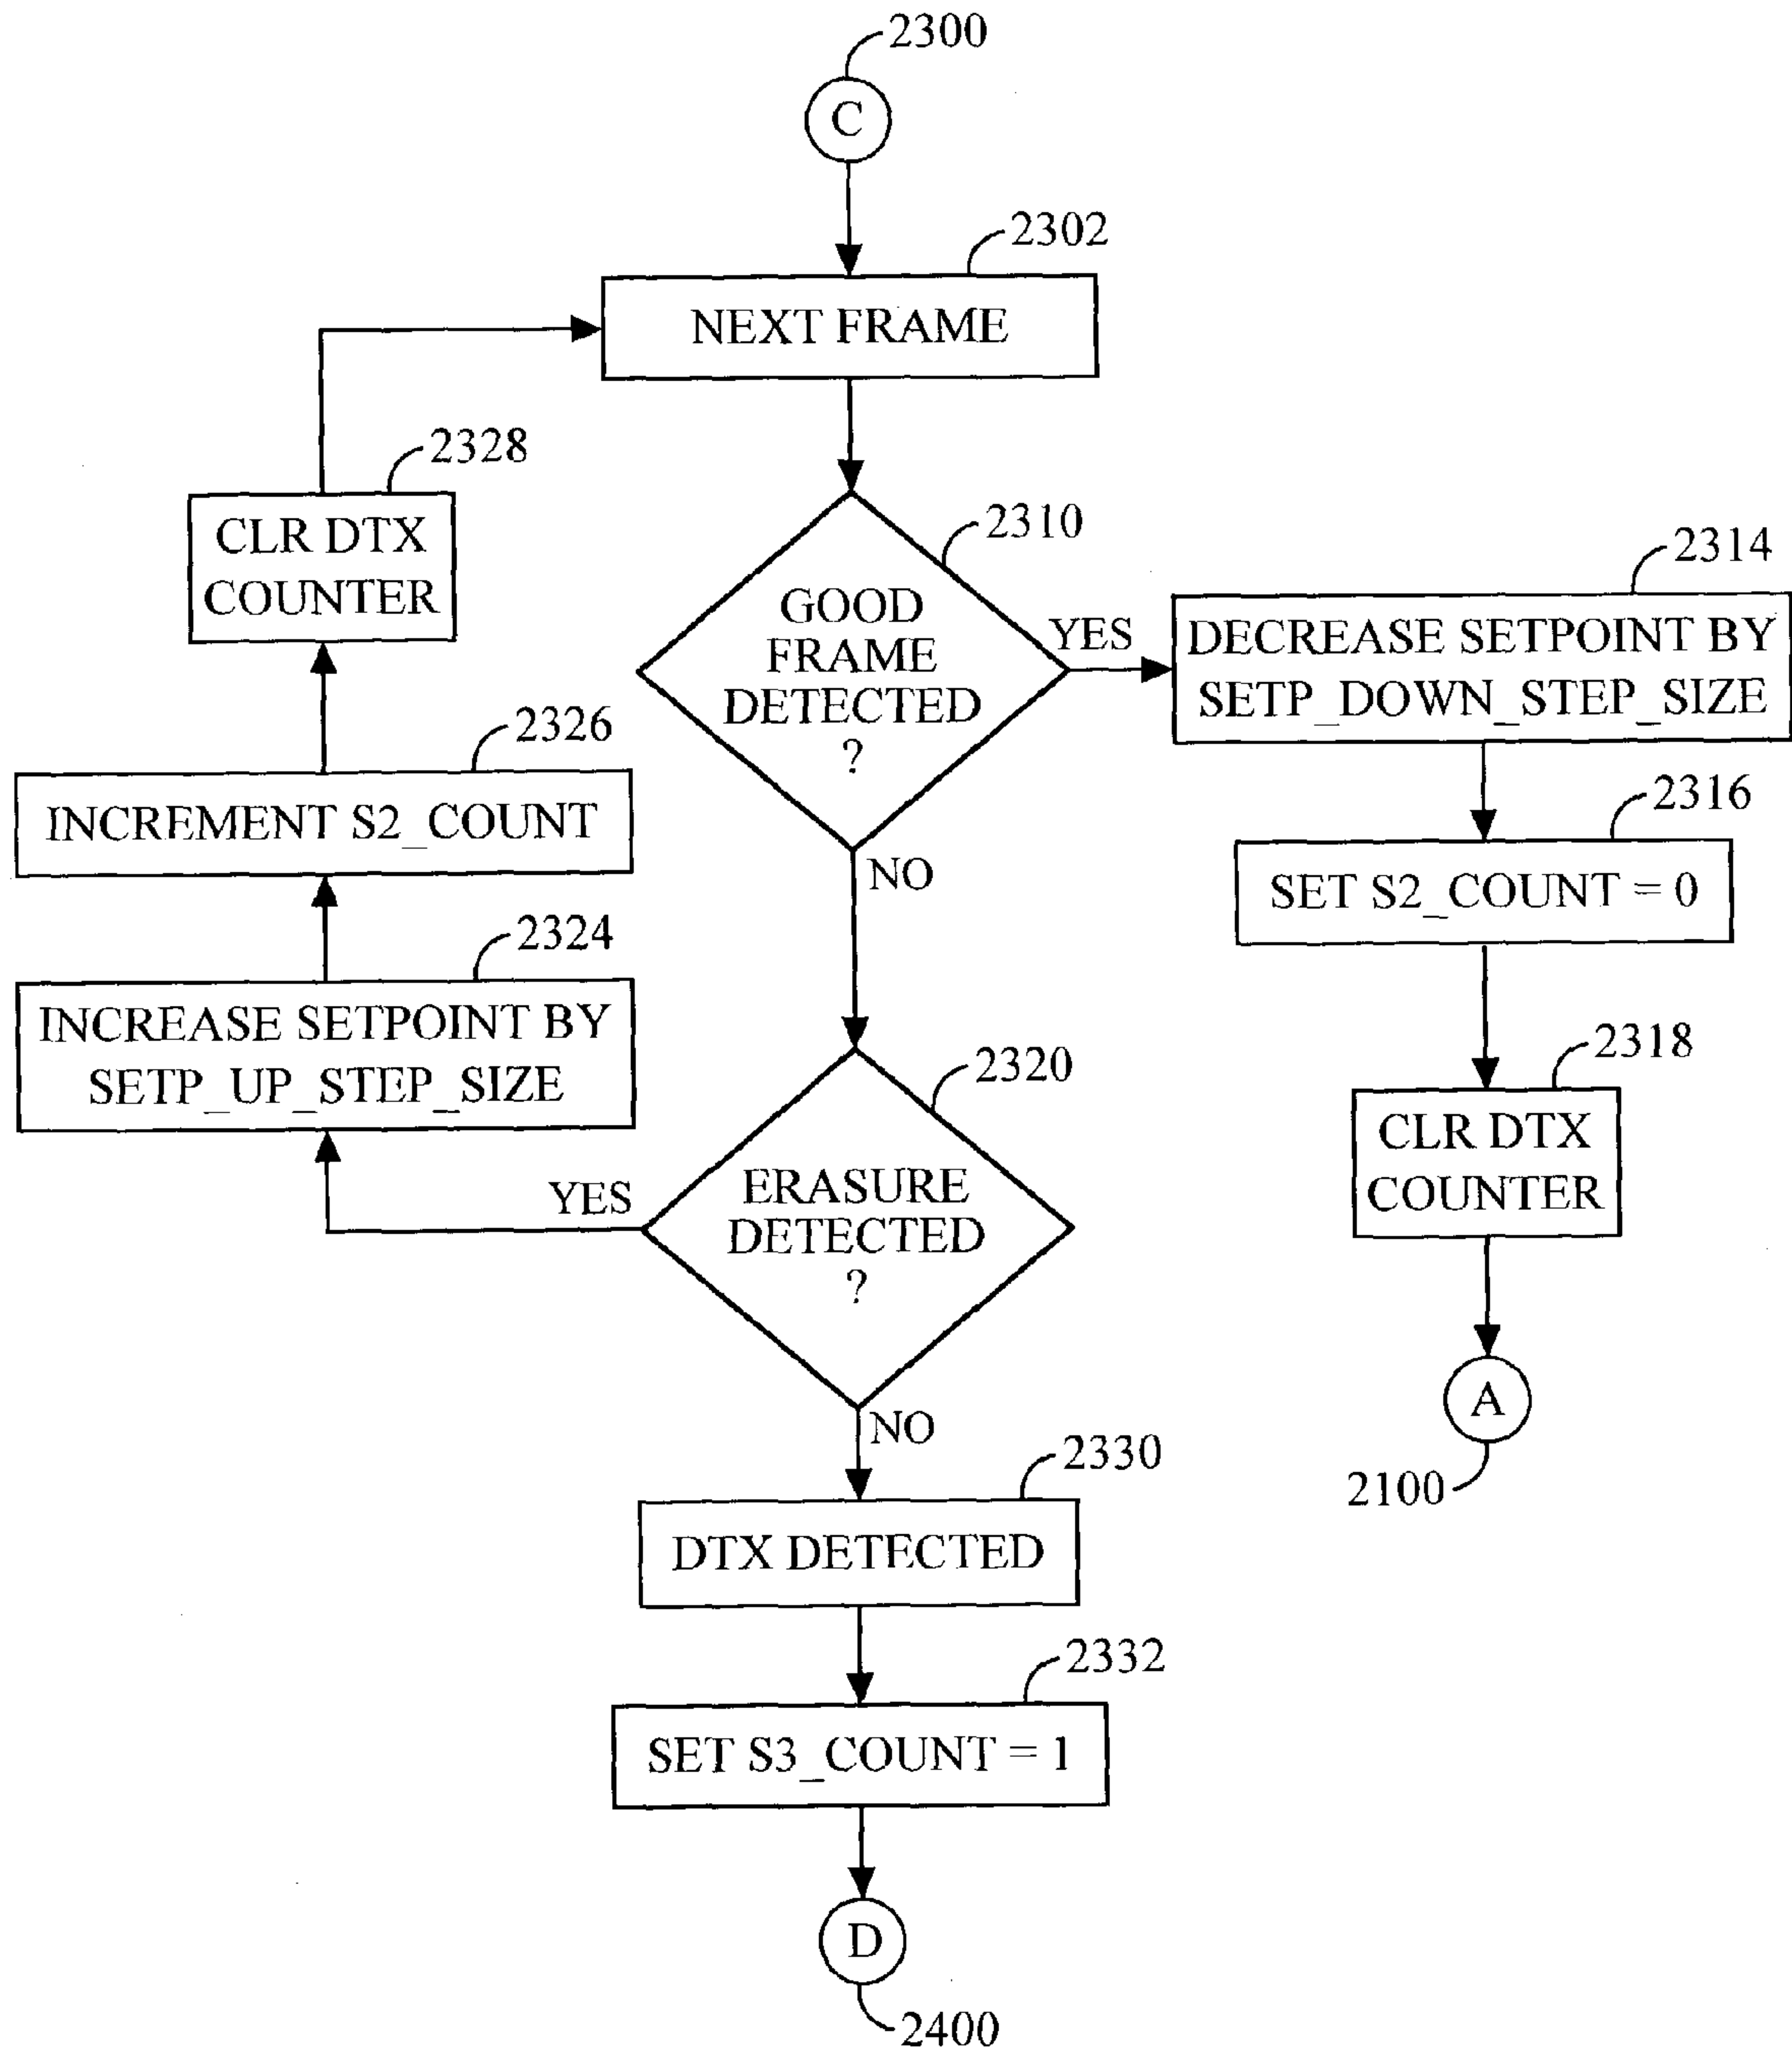 2300
C
2302
NEXT FRAME
2328
CLR DTX
COUNTER
2310
GOOD
FRAME
DETECTED
?
YES
2314
DECREASE SETPOINT BY
SETP_DOWN_STEP_SIZE
2326
INCREMENT S2_COUNT
2316
SET S2_COUNT = 0
NO
2324
INCREASE SETPOINT BY
SETP_UP_STEP_SIZE
2320
ERASURE
DETECTED
?
YES
2318
CLR DTX
COUNTER
A
2100
NO
2330
DTX DETECTED
2332
SET S3_COUNT = 1
D
2400